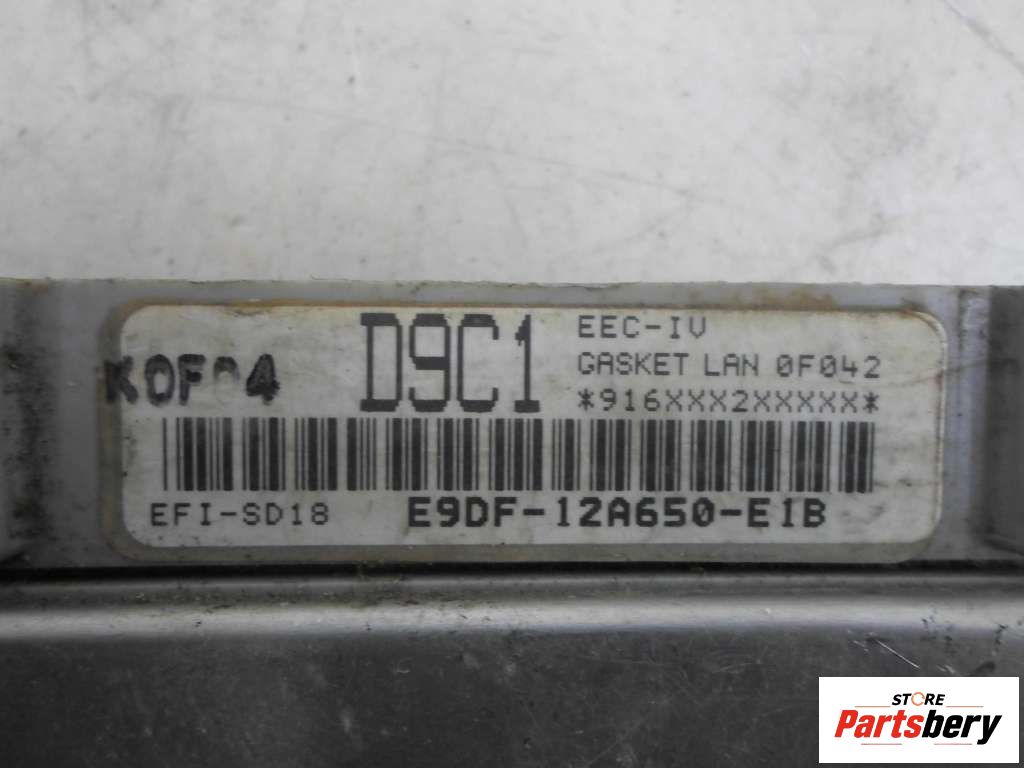 D9C1
EEC-IV
GASKET LAN 0F042
*916XXX2XXXXX*
EFI-SD18
E9DF-12A650-E1B
STORE
Partsbery